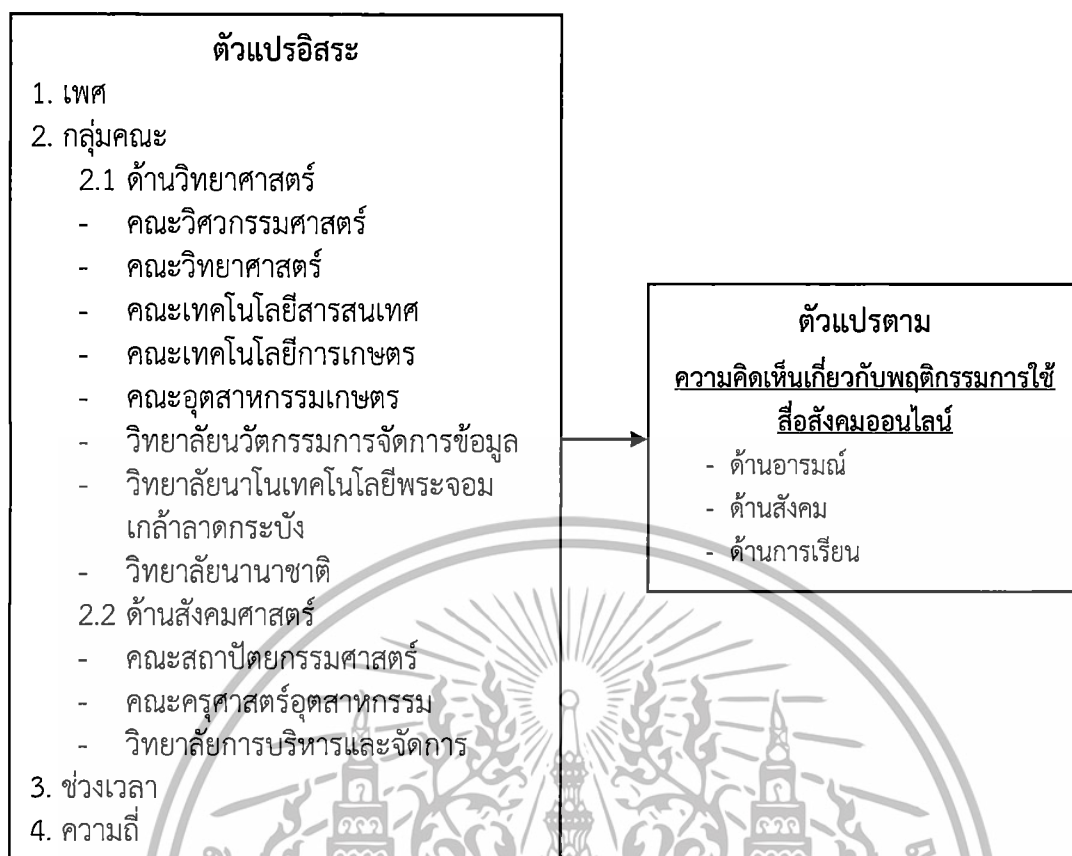 ตัวแปรอิสระ
1. เพศ
2. กลุ่มคณะ
2.1 ด้านวิทยาศาสตร์
- คณะวิศวกรรมศาสตร์
- คณะวิทยาศาสตร์
- คณะเทคโนโลยีสารสนเทศ
- คณะเทคโนโลยีการเกษตร
- คณะอุตสาหกรรมเกษตร
- วิทยาลัยนวัตกรรมการจัดการข้อมูล
- วิทยาลัยนาโนเทคโนโลยีพระจอม
เกล้าลาดกระบัง
- วิทยาลัยนานาชาติ
2.2 ด้านสังคมศาสตร์
- คณะสถาปัตยกรรมศาสตร์
- คณะครุศาสตร์อุตสาหกรรม
- วิทยาลัยการบริหารและจัดการ
3. ช่วงเวลา
4. ความถี่
ตัวแปรตาม
ความคิดเห็นเกี่ยวกับพฤติกรรมการใช้
สื่อสังคมออนไลน์
- ด้านอารมณ์
- ด้านสังคม
- ด้านการเรียน